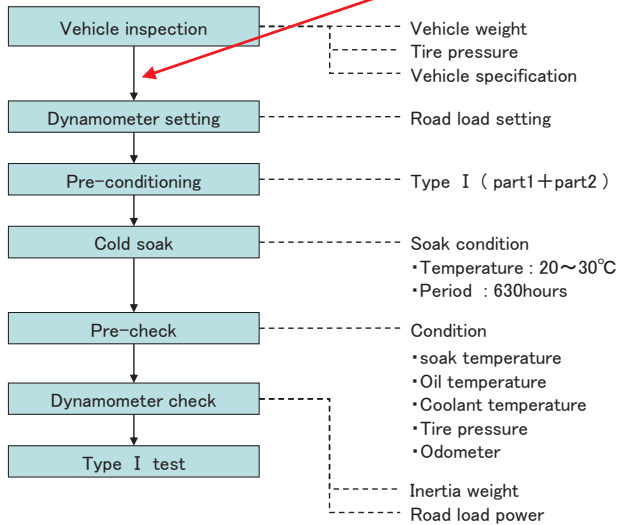 Vehicle inspection
Vehicle weight
Tire pressure
Vehicle specification
Dynamometer setting
Road load setting
Pre-conditioning
Type Ⅰ ( part1+part2 )
Cold soak
Soak condition
・Temperature : 20～30℃
・Period : 630hours
Pre-check
Condition
・soak temperature
・Oil temperature
・Coolant temperature
・Tire pressure
・Odometer
Dynamometer check
Type Ⅰ test
Inertia weight
Road load power